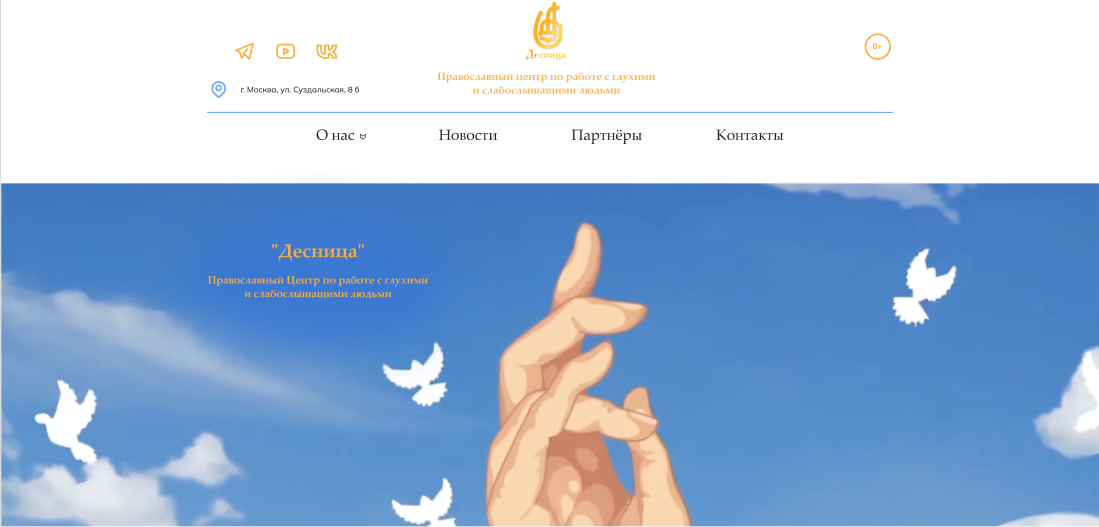 Десница
0+
Православный центр по работе с глухими
и слабослышащими людьми
г. Москва, ул. Суздальская, 8 б
О нас
Новости
Партнёры
Контакты
"Десница"
Православный Центр по работе с глухими
и слабослышащими людьми